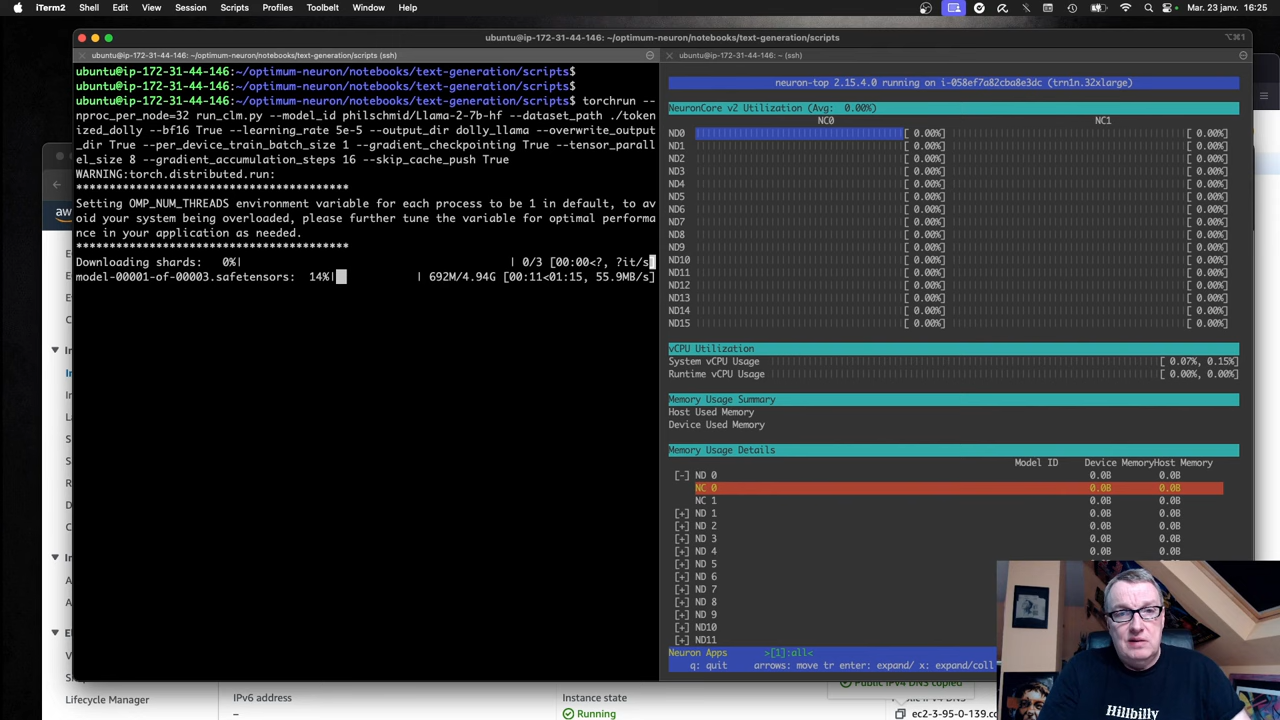 iTerm2 Shell Edit View Session Scripts Profiles Toolbelt Window Help Mar. 23 janv. 16:25
ubuntu@ip-172-31-44-146: ~/optimum-neuron/notebooks/text-generation/scripts ⌥⌘1
ubuntu@ip-172-31-44-146: ~/optimum-neuron/notebooks/text-generation/scripts (ssh)
ubuntu@ip-172-31-44-146:~/optimum-neuron/notebooks/text-generation/scripts$
ubuntu@ip-172-31-44-146:~/optimum-neuron/notebooks/text-generation/scripts$
ubuntu@ip-172-31-44-146:~/optimum-neuron/notebooks/text-generation/scripts$ torchrun --
nproc_per_node=32 run_clm.py --model_id philschmid/Llama-2-7b-hf --dataset_path ./token
ized_dolly --bf16 True --learning_rate 5e-5 --output_dir dolly_llama --overwrite_output
_dir True --per_device_train_batch_size 1 --gradient_checkpointing True --tensor_parall
el_size 8 --gradient_accumulation_steps 16 --skip_cache_push True
WARNING:torch.distributed.run:
*****************************************
Setting OMP_NUM_THREADS environment variable for each process to be 1 in default, to av
oid your system being overloaded, please further tune the variable for optimal performa
nce in your application as needed.
*****************************************
Downloading shards: 0%| | 0/3 [00:00<?, ?it/s]
model-00001-of-00003.safetensors: 14%| | 692M/4.94G [00:11<01:15, 55.9MB/s]
ubuntu@ip-172-31-44-146: ~ (ssh)
neuron-top 2.15.4.0 running on i-058ef7a82cba8e3dc (trn1n.32xlarge)
NeuronCore v2 Utilization (Avg: 0.00%)
NC0 NC1
ND0 [ 0.00%] [ 0.00%]
ND1 [ 0.00%] [ 0.00%]
ND2 [ 0.00%] [ 0.00%]
ND3 [ 0.00%] [ 0.00%]
ND4 [ 0.00%] [ 0.00%]
ND5 [ 0.00%] [ 0.00%]
ND6 [ 0.00%] [ 0.00%]
ND7 [ 0.00%] [ 0.00%]
ND8 [ 0.00%] [ 0.00%]
ND9 [ 0.00%] [ 0.00%]
ND10 [ 0.00%] [ 0.00%]
ND11 [ 0.00%] [ 0.00%]
ND12 [ 0.00%] [ 0.00%]
ND13 [ 0.00%] [ 0.00%]
ND14 [ 0.00%] [ 0.00%]
ND15 [ 0.00%] [ 0.00%]
vCPU Utilization
System vCPU Usage [ 0.07%, 0.15%]
Runtime vCPU Usage [ 0.00%, 0.00%]
Memory Usage Summary
Host Used Memory
Device Used Memory
Memory Usage Details
Model ID Device Memory Host Memory
[-] ND 0 0.0B 0.0B
NC 0 0.0B 0.0B
NC 1 0.0B 0.0B
[+] ND 1 0.0B 0.0B
[+] ND 2 0.0B 0.0B
[+] ND 3 0.0B 0.0B
[+] ND 4 0.0B 0.0B
[+] ND 5
[+] ND 6
[+] ND 7
[+] ND 8
[+] ND 9
[+] ND10
[+] ND11
Neuron Apps >[1]:all<
q: quit arrows: move tr enter: expand/ x: expand/coll
aws
Lifecycle Manager
IPv6 address
–
Instance state
Running
Public IPv4 DNS copied
ec2-3-95-0-139.co
Hillbilly